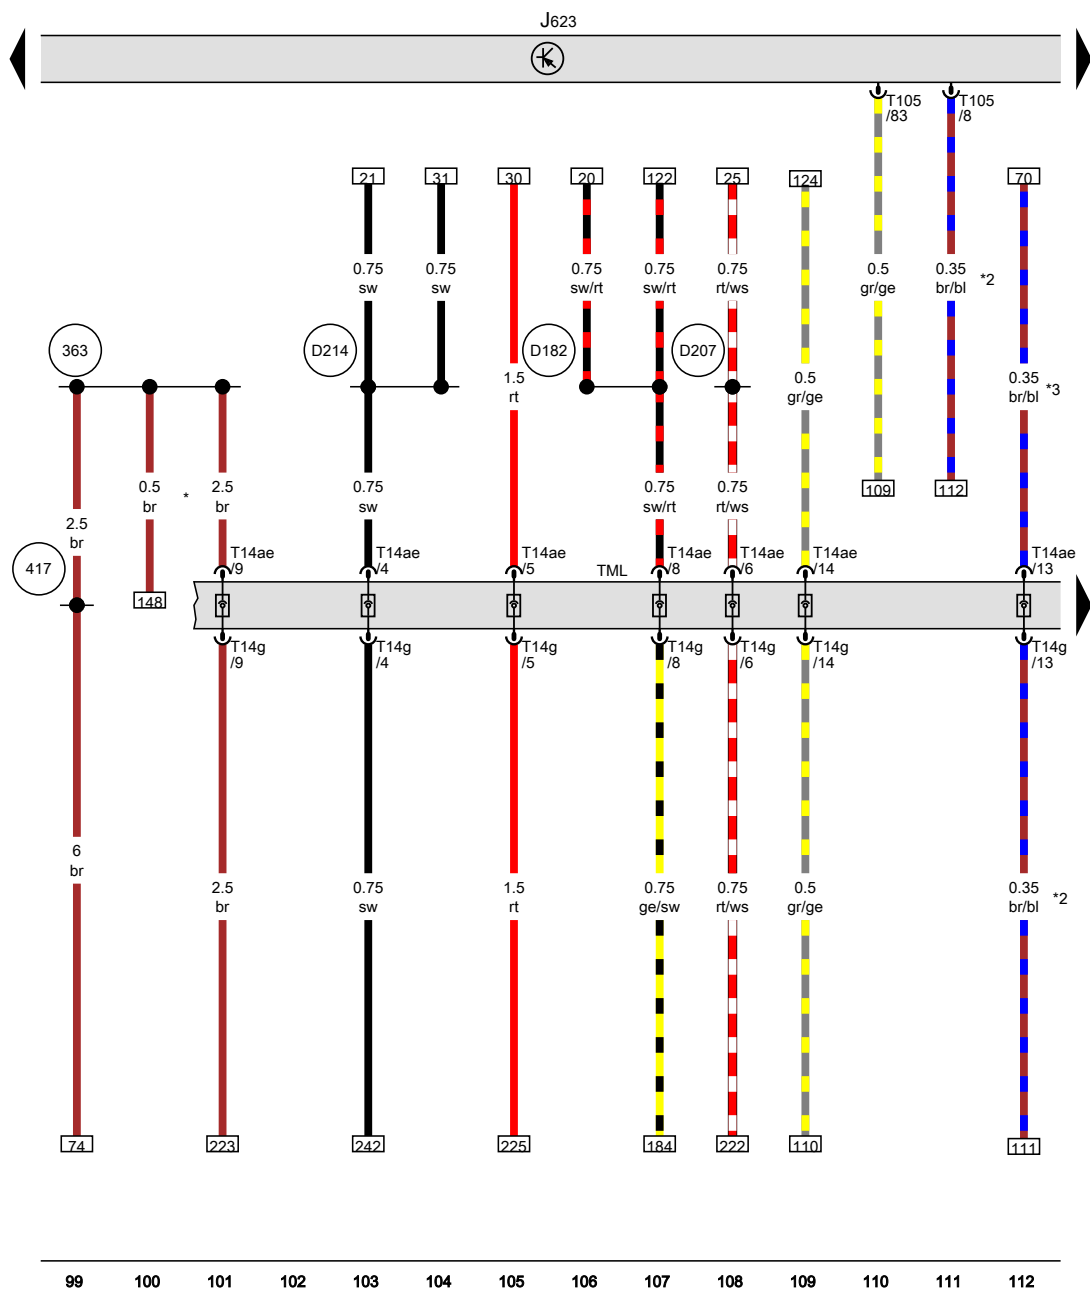 J623
T105
/83
T105
/8
21
31
30
20
122
25
124
70
0.75
sw
0.75
sw
0.75
sw/rt
0.75
sw/rt
0.75
rt/ws
0.5
gr/ge
0.35
br/bl
*2
363
D214
D182
D207
1.5
rt
0.5
gr/ge
0.35
br/bl
*3
0.5
br
*
2.5
br
0.75
sw
0.75
sw/rt
0.75
rt/ws
109
112
2.5
br
417
148
T14ae
/9
T14ae
/4
T14ae
/5
TML
T14ae
/8
T14ae
/6
T14ae
/14
T14ae
/13
T14g
/9
T14g
/4
T14g
/5
T14g
/8
T14g
/6
T14g
/14
T14g
/13
6
br
2.5
br
0.75
sw
1.5
rt
0.75
ge/sw
0.75
rt/ws
0.5
gr/ge
0.35
br/bl
*2
74
223
242
225
184
222
110
111
99 100 101 102 103 104 105 106 107 108 109 110 111 112